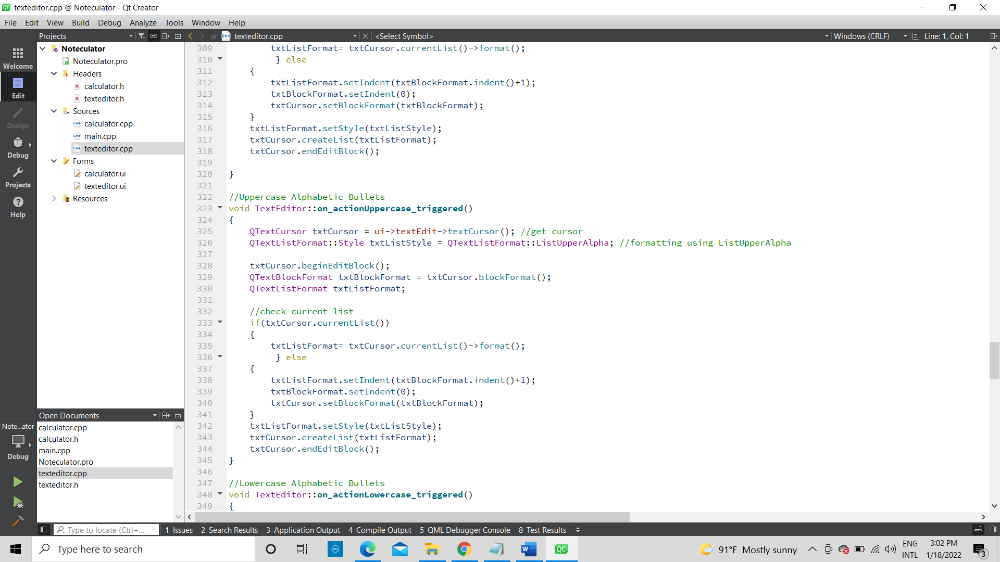 texteditor.cpp @ Noteculator - Qt Creator
File Edit View Build Debug Analyze Tools Window Help
Projects
texteditor.cpp
<Select Symbol>
Windows (CRLF)
Line: 1, Col: 1
Welcome
Edit
Design
Debug
Projects
Help
Note...ator
Debug
Noteculator
Noteculator.pro
Headers
calculator.h
texteditor.h
Sources
calculator.cpp
main.cpp
texteditor.cpp
Forms
calculator.ui
texteditor.ui
Resources
Open Documents
calculator.cpp
calculator.h
main.cpp
Noteculator.pro
texteditor.cpp
texteditor.h
309 txtListFormat= txtCursor.currentList()->format();
310 } else
311 {
312 txtListFormat.setIndent(txtBlockFormat.indent()+1);
313 txtBlockFormat.setIndent(0);
314 txtCursor.setBlockFormat(txtBlockFormat);
315 }
316 txtListFormat.setStyle(txtListStyle);
317 txtCursor.createList(txtListFormat);
318 txtCursor.endEditBlock();
319
320 }
321
322 //Uppercase Alphabetic Bullets
323 void TextEditor::on_actionUppercase_triggered()
324 {
325 QTextCursor txtCursor = ui->textEdit->textCursor(); //get cursor
326 QTextListFormat::Style txtListStyle = QTextListFormat::ListUpperAlpha; //formatting using ListUpperAlpha
327
328 txtCursor.beginEditBlock();
329 QTextBlockFormat txtBlockFormat = txtCursor.blockFormat();
330 QTextListFormat txtListFormat;
331
332 //check current list
333 if(txtCursor.currentList())
334 {
335 txtListFormat= txtCursor.currentList()->format();
336 } else
337 {
338 txtListFormat.setIndent(txtBlockFormat.indent()+1);
339 txtBlockFormat.setIndent(0);
340 txtCursor.setBlockFormat(txtBlockFormat);
341 }
342 txtListFormat.setStyle(txtListStyle);
343 txtCursor.createList(txtListFormat);
344 txtCursor.endEditBlock();
345 }
346
347 //Lowercase Alphabetic Bullets
348 void TextEditor::on_actionLowercase_triggered()
349 {
Type to locate (Ctrl+...
1 Issues 2 Search Results 3 Application Output 4 Compile Output 5 QML Debugger Console 8 Test Results
Type here to search
91°F Mostly sunny
ENG
INTL
3:02 PM
1/18/2022
3